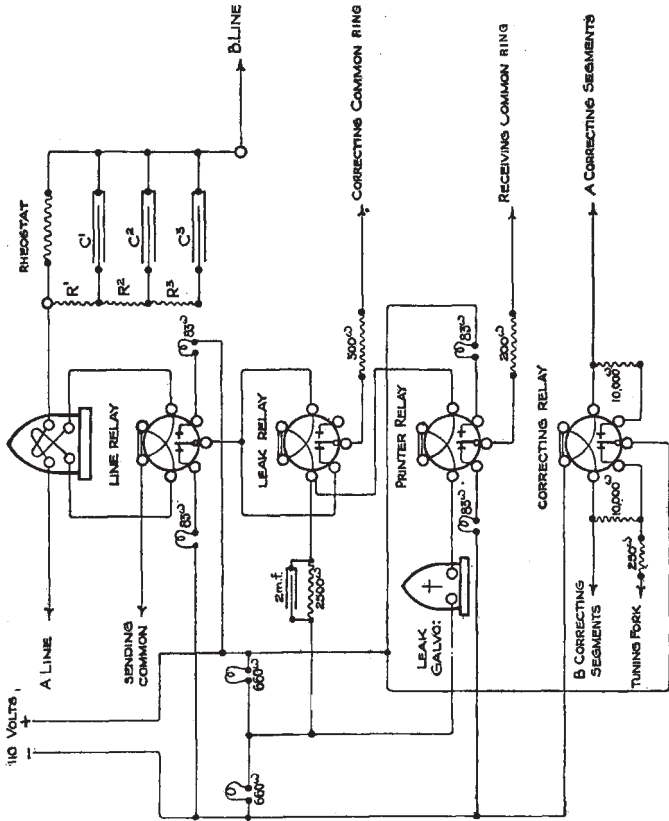 RHEOSTAT
R¹
R²
R³
C¹
C²
C³
B. LINE
A LINE
LINE RELAY
83ω
83ω
SENDING
COMMON
110 VOLTS
+
−
660ω
660ω
LEAK RELAY
+
2 m.f.
2500ω
300ω
CORRECTING COMMON RING
PRINTER RELAY
83ω
83ω
200ω
RECEIVING COMMON RING
LEAK
GALVO:
CORRECTING RELAY
10,000ω
10,000ω
250ω
B CORRECTING
SEGMENTS
TUNING FORK
A CORRECTING SEGMENTS